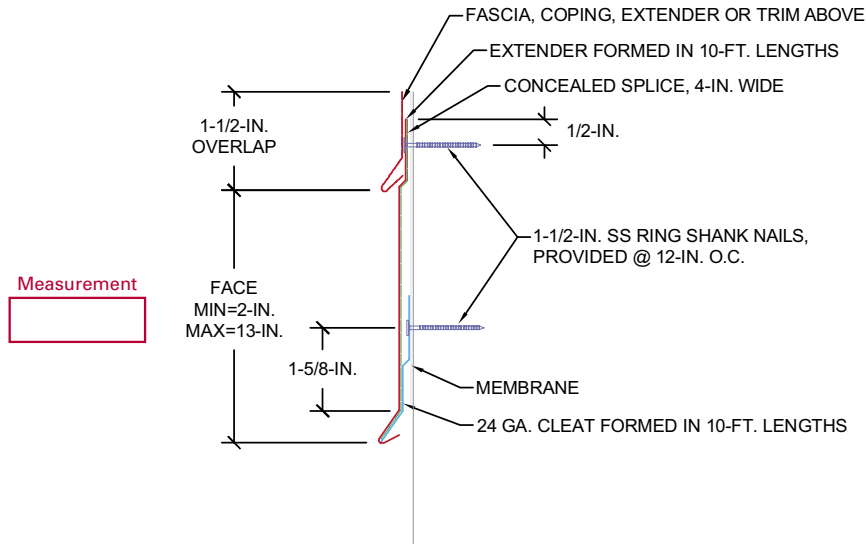 FASCIA, COPING, EXTENDER OR TRIM ABOVE
EXTENDER FORMED IN 10-FT. LENGTHS
CONCEALED SPLICE, 4-IN. WIDE
1-1/2-IN.
OVERLAP
1/2-IN.
1-1/2-IN. SS RING SHANK NAILS,
PROVIDED @ 12-IN. O.C.
Measurement
FACE
MIN=2-IN.
MAX=13-IN.
1-5/8-IN.
MEMBRANE
24 GA. CLEAT FORMED IN 10-FT. LENGTHS